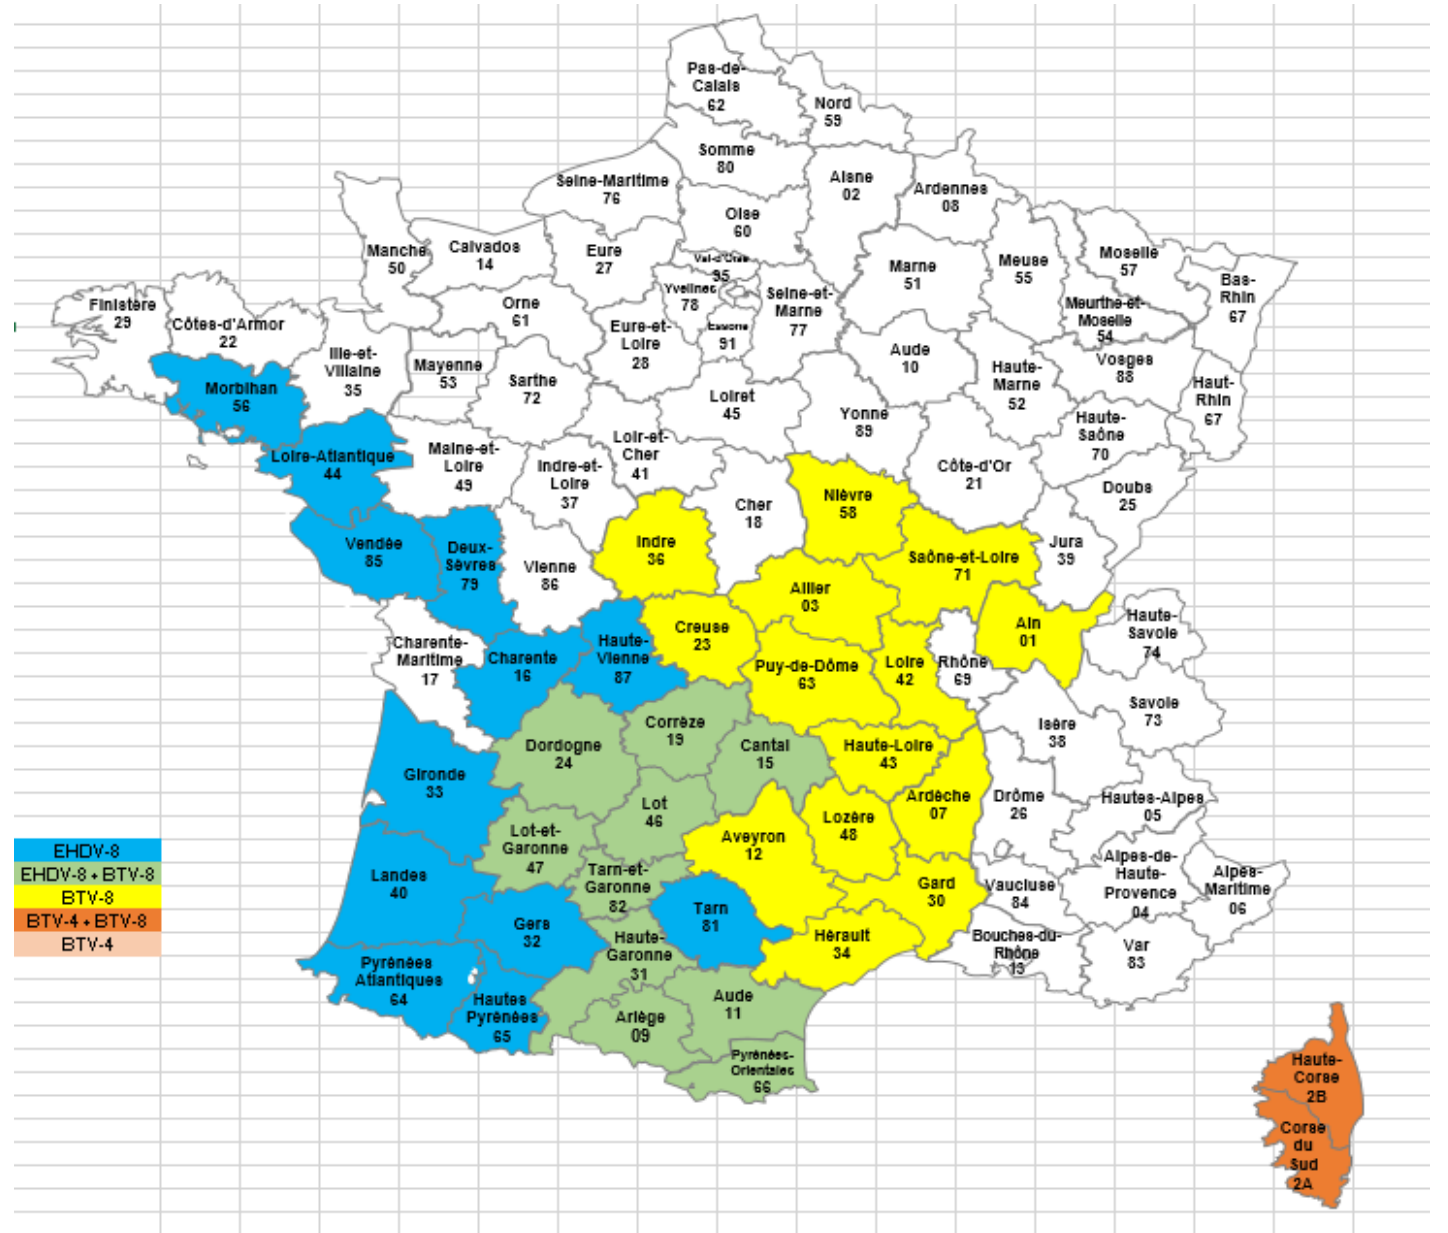 Pas-de-
Calais
62
Nord
59
Somme
80
Seine-Maritime
76
Aisne
02
Ardennes
08
Oise
60
Manche
50
Calvados
14
Eure
27
Val-d'Oise
95
Yvelines
78
Seine-et-
Marne
77
Marne
51
Meuse
55
Moselle
57
Meurthe-et-
Moselle
54
Bas-
Rhin
67
Finistère
29
Côtes-d'Armor
22
Ille-et-
Villaine
35
Orne
61
Mayenne
53
Sarthe
72
Eure-et-
Loire
28
Essonne
91
Aude
10
Haute-
Marne
52
Vosges
88
Haut-
Rhin
67
Morbihan
56
Loiret
45
Yonne
89
Haute-
Saône
70
Loire-Atlantique
44
Maine-et-
Loire
49
Indre-et-
Loire
37
Loir-et-
Cher
41
Cher
18
Nièvre
58
Côte-d'Or
21
Doubs
25
Jura
39
Vendée
85
Deux-
Sèvres
79
Vienne
86
Indre
36
Allier
03
Saône-et-Loire
71
Ain
01
Haute-
Savoie
74
Charente-
Maritime
17
Charente
16
Haute-
Vienne
87
Creuse
23
Puy-de-Dôme
63
Loire
42
Rhône
69
Savoie
73
Isère
38
Gironde
33
Dordogne
24
Corrèze
19
Cantal
15
Haute-Loire
43
Ardèche
07
Drôme
26
Hautes-Alpes
05
Lot-et-
Garonne
47
Lot
46
Aveyron
12
Lozère
48
EHDV-8
EHDV-8 + BTV-8
BTV-8
BTV-4 + BTV-8
BTV-4
Landes
40
Gers
32
Tarn-et-
Garonne
82
Tarn
81
Gard
30
Hérault
34
Vaucluse
84
Alpes-de-
Haute-
Provence
04
Alpes-
Maritime
06
Bouches-du-
Rhône
13
Var
83
Pyrénées
Atlantiques
64
Hautes
Pyrénées
65
Haute-
Garonne
31
Ariège
09
Aude
11
Pyrénées-
Orientales
66
Haute-
Corse
2B
Corse
du
Sud
2A